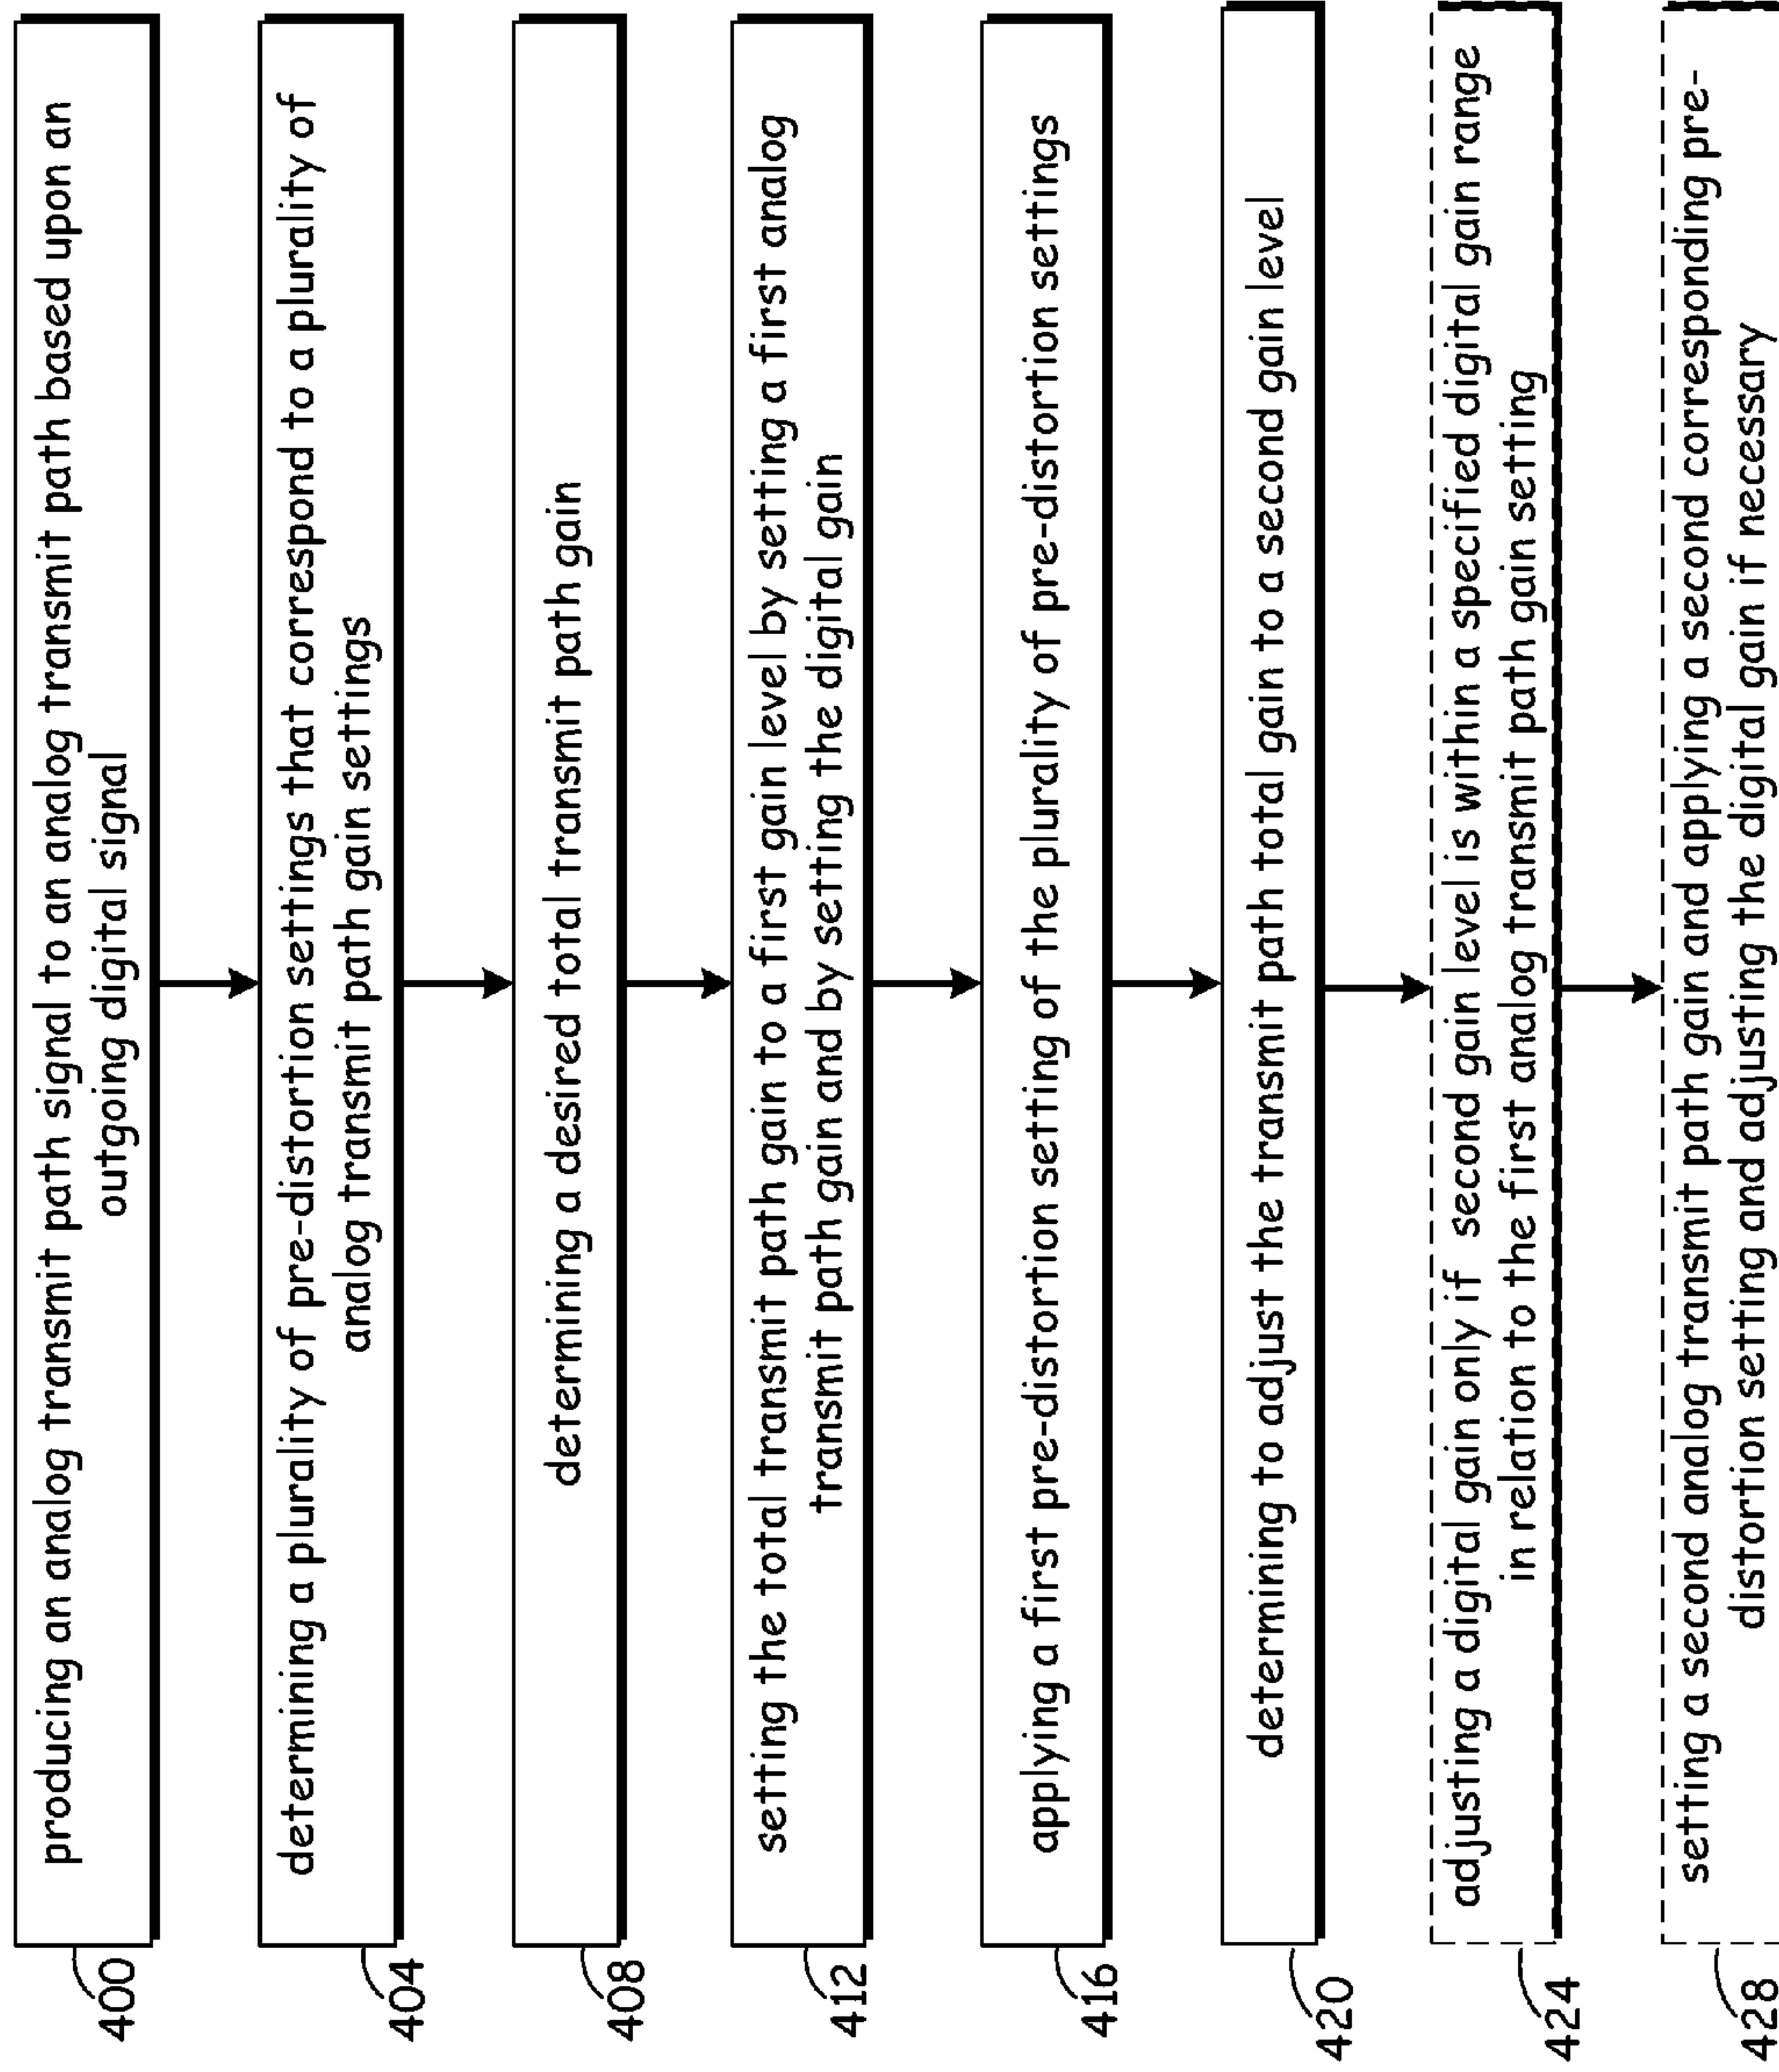 producing an analog transmit path signal to an analog transmit path based upon an
outgoing digital signal
400
determining a plurality of pre-distortion settings that correspond to a plurality of
analog transmit path gain settings
404
determining a desired total transmit path gain
408
setting the total transmit path gain to a first gain level by setting a first analog
transmit path gain and by setting the digital gain
412
applying a first pre-distortion setting of the plurality of pre-distortion settings
416
determining to adjust the transmit path total gain to a second gain level
420
adjusting a digital gain only if second gain level is within a specified digital gain range
in relation to the first analog transmit path gain setting
424
setting a second analog transmit path gain and applying a second corresponding pre-
distortion setting and adjusting the digital gain if necessary
428